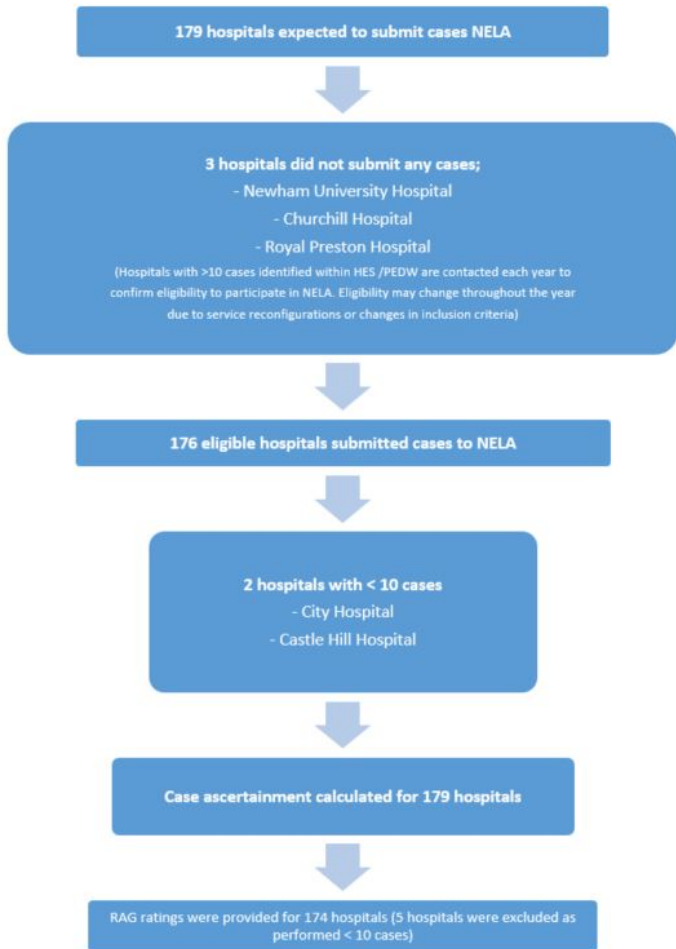 179 hospitals expected to submit cases NELA
3 hospitals did not submit any cases;
- Newham University Hospital
- Churchill Hospital
- Royal Preston Hospital
(Hospitals with >10 cases identified within HES /PEDW are contacted each year to
confirm eligibility to participate in NELA. Eligibility may change throughout the year
due to service reconfigurations or changes in inclusion criteria)
176 eligible hospitals submitted cases to NELA
2 hospitals with < 10 cases
- City Hospital
- Castle Hill Hospital
Case ascertainment calculated for 179 hospitals
RAG ratings were provided for 174 hospitals (5 hospitals were excluded as
performed < 10 cases)